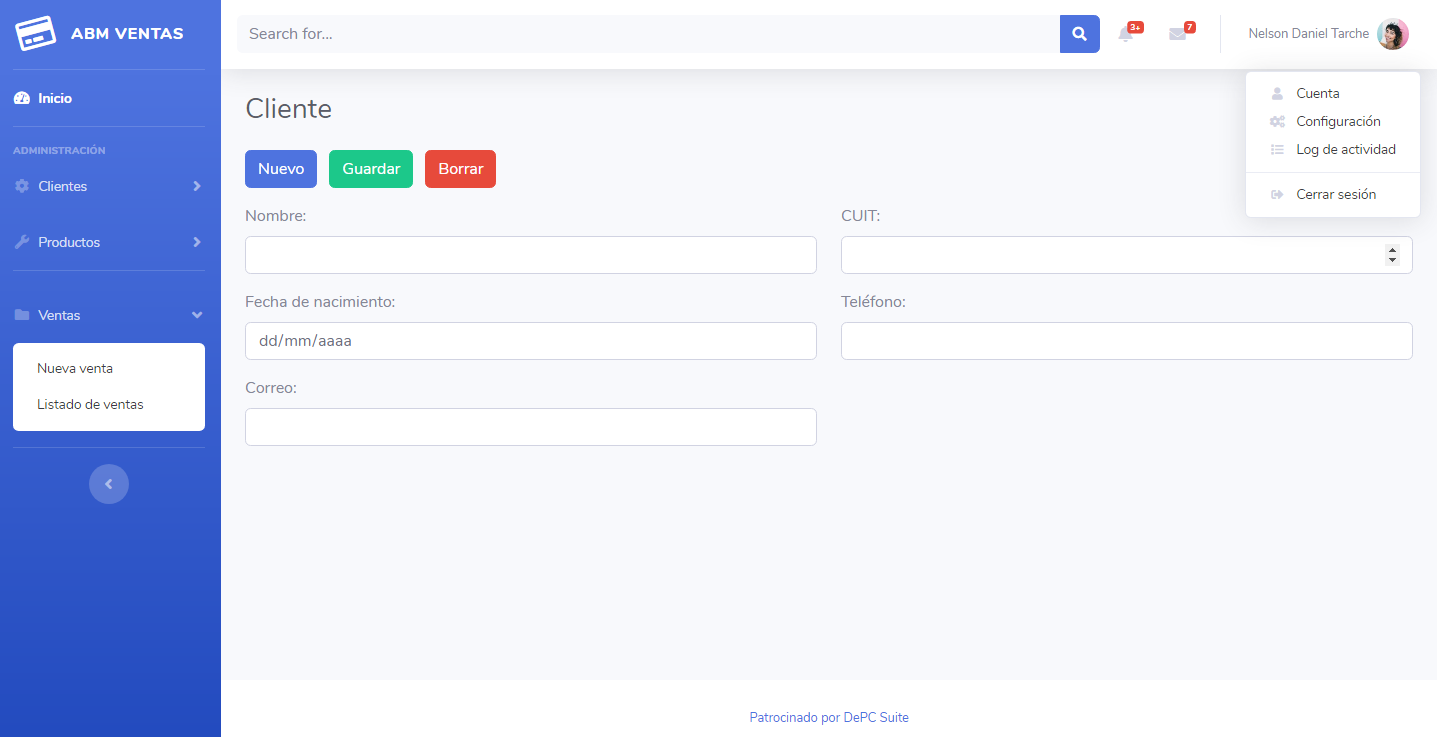 ABM VENTAS
Inicio
ADMINISTRACIÓN
Clientes
Productos
Ventas
Nueva venta
Listado de ventas
Search for...
3+
7
Nelson Daniel Tarche
Cuenta
Configuración
Log de actividad
Cerrar sesión
Cliente
Nuevo
Guardar
Borrar
Nombre:
CUIT:
Fecha de nacimiento:
Teléfono:
dd/mm/aaaa
Correo:
Patrocinado por DePC Suite